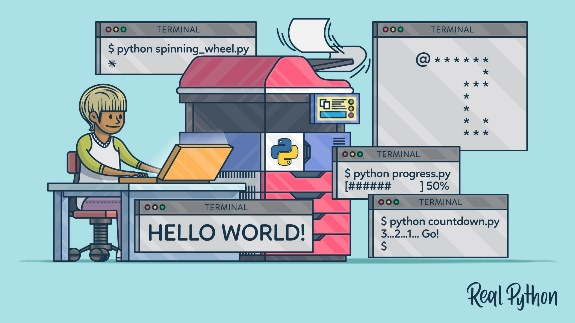 TERMINAL
$ python spinning_wheel.py
*
TERMINAL
@ * * * * * *
*
* * *
*
*
* *
* * *
TERMINAL
$ python progress.py
[###### ] 50%
TERMINAL
HELLO WORLD!
TERMINAL
$ python countdown.py
3...2...1... Go!
$
Real Python